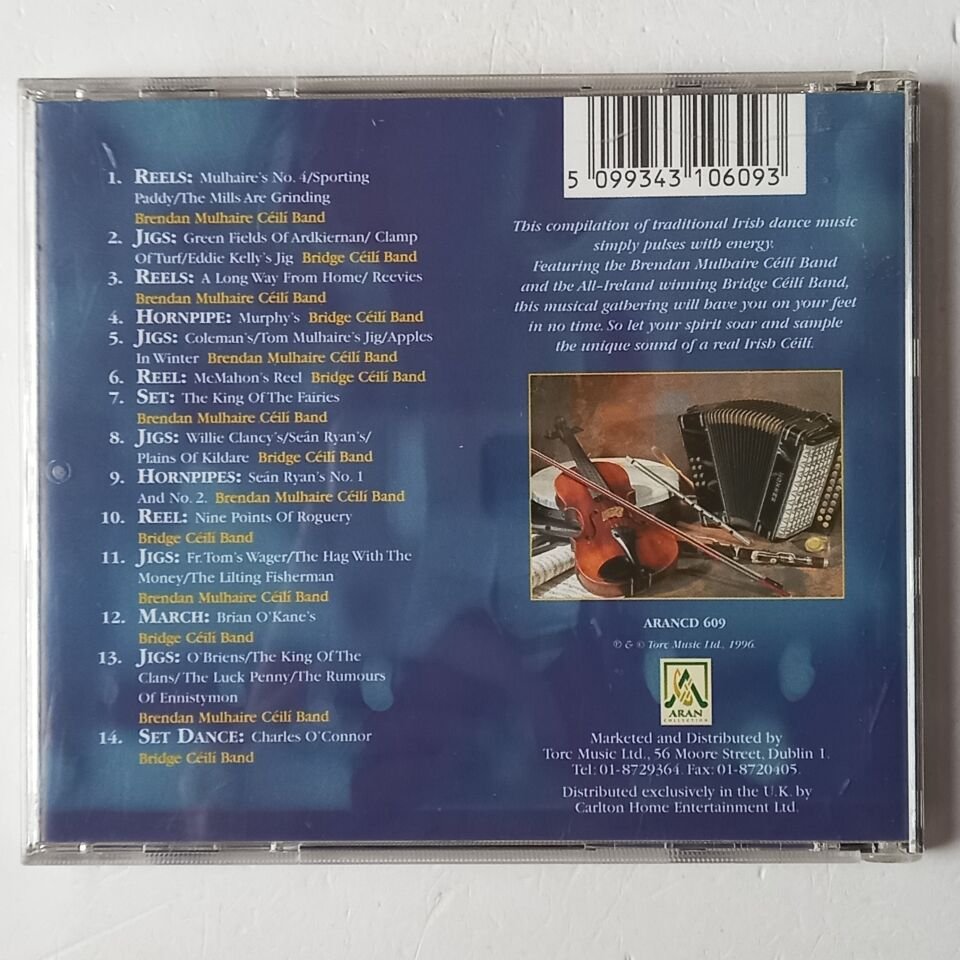 1. REELS: Mulhaire's No. 4/Sporting
Paddy/The Mills Are Grinding
Brendan Mulhaire Céilí Band
2. JIGS: Green Fields Of Ardkiernan/ Clamp
Of Turf/Eddie Kelly's Jig Bridge Céilí Band
3. REELS: A Long Way From Home/ Reevies
Brendan Mulhaire Céilí Band
4. HORNPIPE: Murphy's Bridge Céilí Band
5. JIGS: Coleman's/Tom Mulhaire's Jig/Apples
In Winter Brendan Mulhaire Céilí Band
6. REEL: McMahon's Reel Bridge Céilí Band
7. SET: The King Of The Fairies
Brendan Mulhaire Céilí Band
8. JIGS: Willie Clancy's/Seán Ryan's/
Plains Of Kildare Bridge Céilí Band
9. HORNPIPES: Seán Ryan's No. 1
And No. 2. Brendan Mulhaire Céilí Band
10. REEL: Nine Points Of Roguery
Bridge Céilí Band
11. JIGS: Fr. Tom's Wager/The Hag With The
Money/The Lilting Fisherman
Brendan Mulhaire Céilí Band
12. MARCH: Brian O'Kane's
Bridge Céilí Band
13. JIGS: O'Briens/The King Of The
Clans/ The Luck Penny/The Rumours
Of Ennistymon
Brendan Mulhaire Céilí Band
14. SET DANCE: Charles O'Connor
Bridge Céilí Band
5 099343 106093
This compilation of traditional Irish dance music
simply pulses with energy.
Featuring the Brendan Mulhaire Céilí Band
and the All-Ireland winning Bridge Céilí Band,
this musical gathering will have you on your feet
in no time. So let your spirit soar and sample
the unique sound of a real Irish Céilí.
HOHNER
ARANCD 609
℗ & © Torc Music Ltd., 1996.
ARAN
COLLECTION
Marketed and Distributed by
Torc Music Ltd., 56 Moore Street, Dublin 1.
Tel: 01-8729364. Fax: 01-8720405.
Distributed exclusively in the U.K. by
Carlton Home Entertainment Ltd.